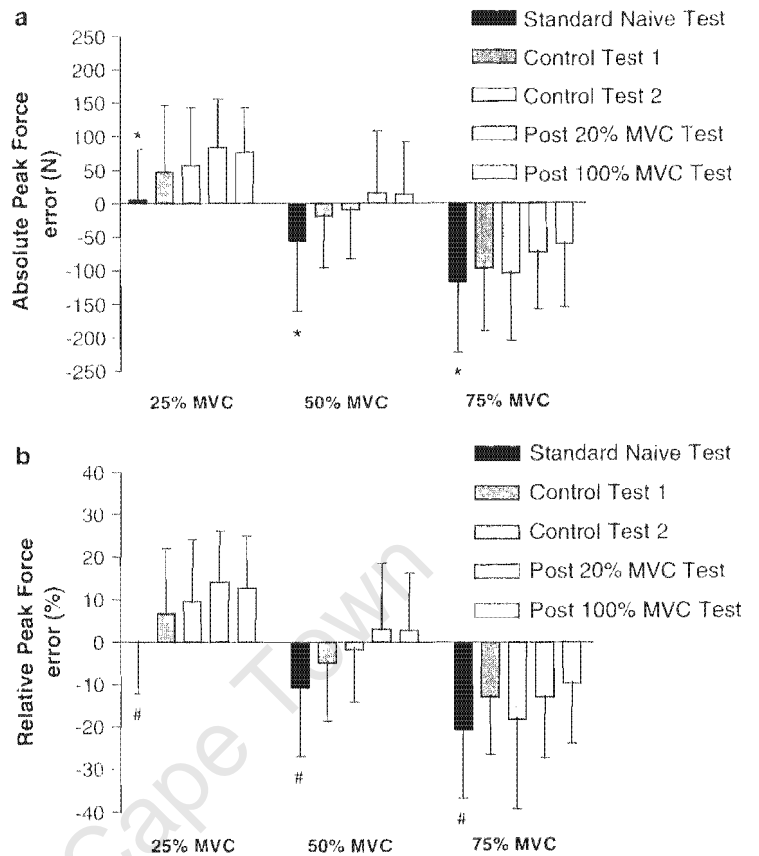 a
Standard Naive Test
Control Test 1
Control Test 2
Post 20% MVC Test
Post 100% MVC Test
Absolute Peak Force
error (N)
250
200
150
100
50
0
-50
-100
-150
-200
-250
*
*
*
25% MVC
50% MVC
75% MVC
b
Standard Naive Test
Control Test 1
Control Test 2
Post 20% MVC Test
Post 100% MVC Test
Relative Peak Force
error (%)
40
30
20
10
0
-10
-20
-30
-40
#
#
#
25% MVC
50% MVC
75% MVC
Cape Town